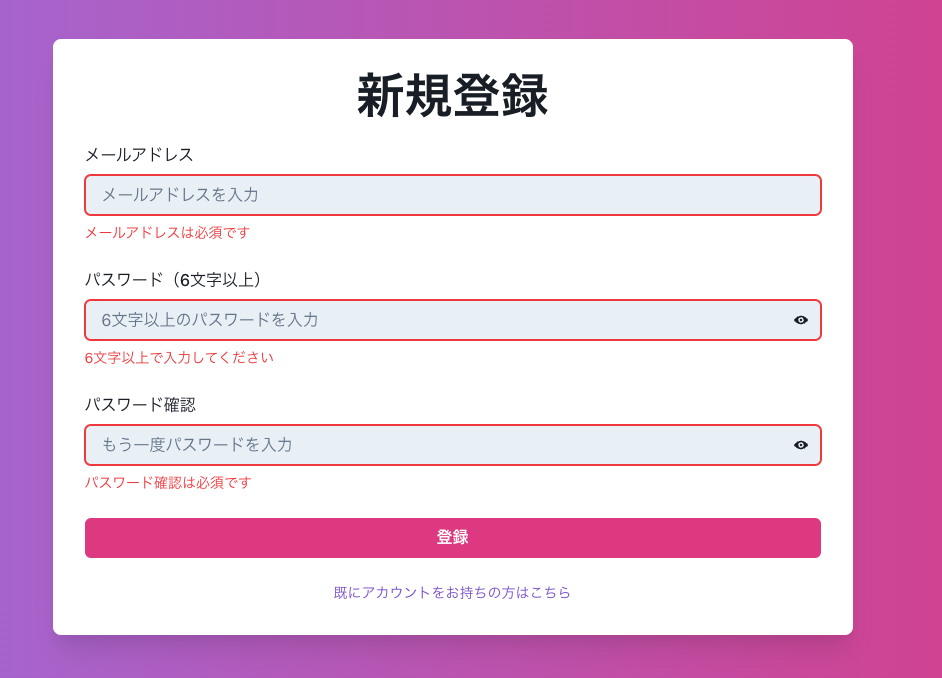 新規登録
メールアドレス
メールアドレスを入力
メールアドレスは必須です
パスワード（6文字以上）
6文字以上のパスワードを入力
6文字以上で入力してください
パスワード確認
もう一度パスワードを入力
パスワード確認は必須です
登録
既にアカウントをお持ちの方はこちら